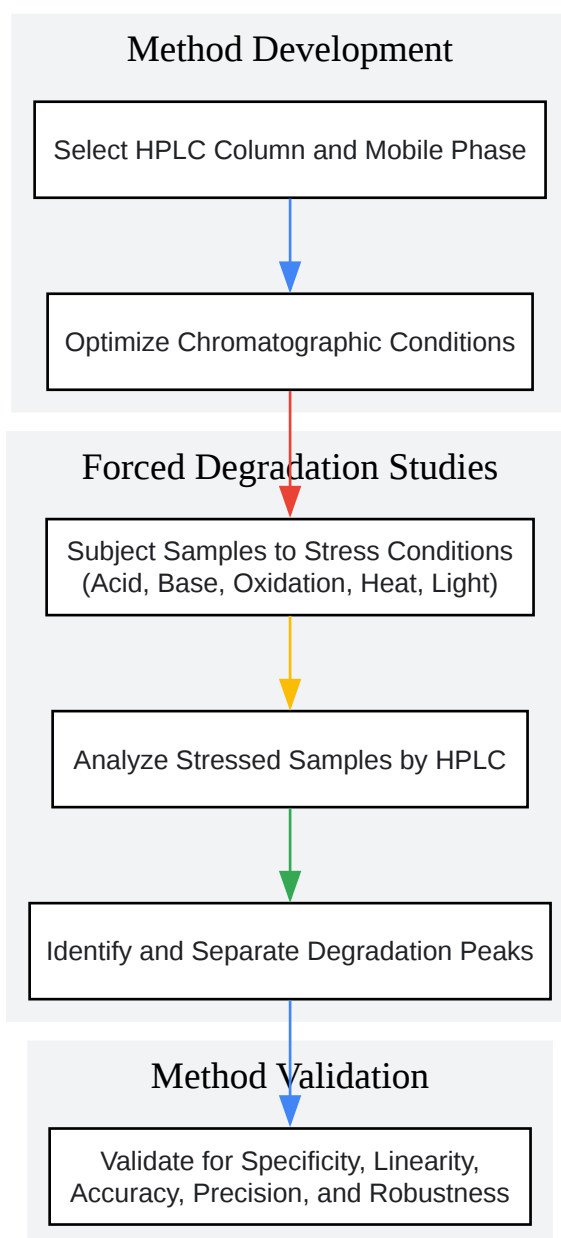 Method Development
Select HPLC Column and Mobile Phase
Optimize Chromatographic Conditions
Forced Degradation Studies
Subject Samples to Stress Conditions
(Acid, Base, Oxidation, Heat, Light)
Analyze Stressed Samples by HPLC
Identify and Separate Degradation Peaks
Method Validation
Validate for Specificity, Linearity,
Accuracy, Precision, and Robustness